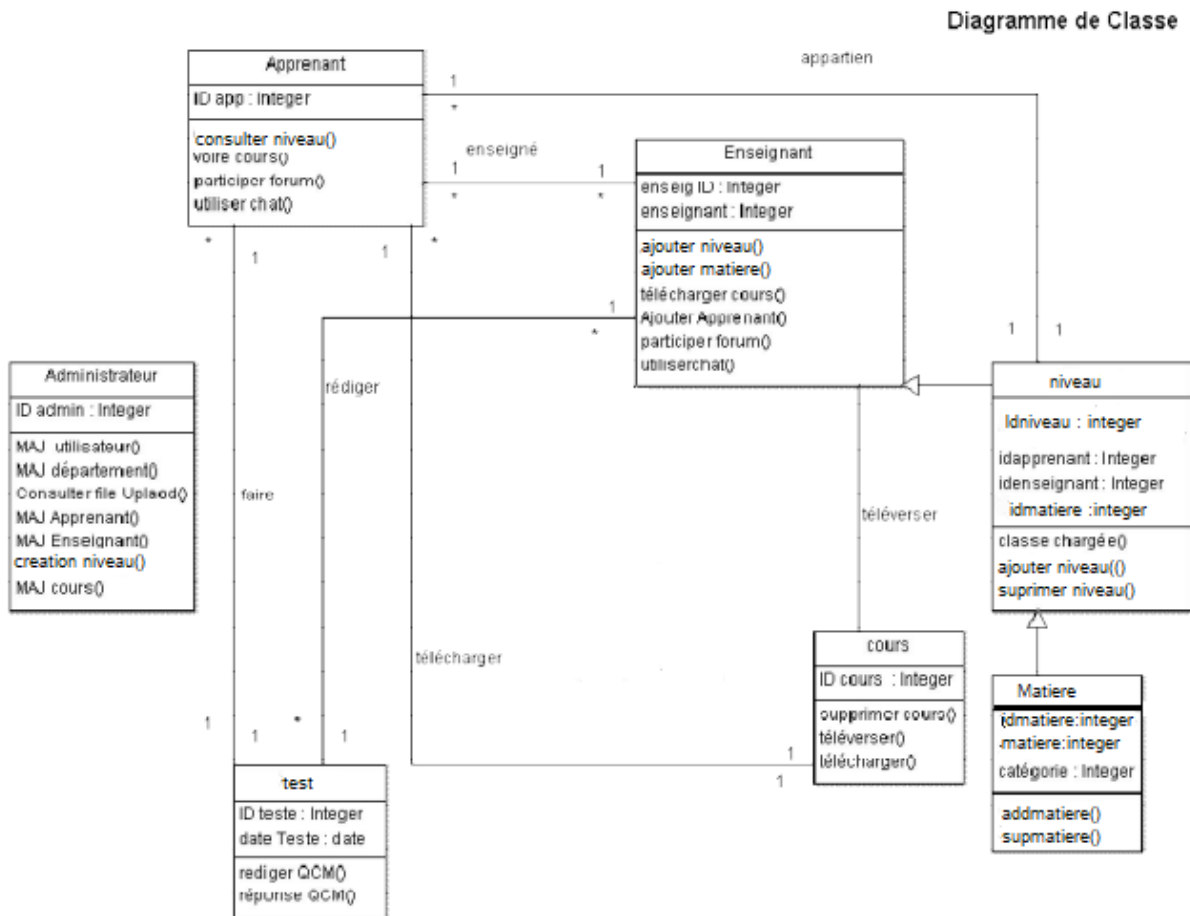 Diagramme de Classe
Apprenant
ID app : Integer
consulter niveau()
voire cours()
participer forum()
utiliser chat()
appartien
1
*
enseigné
1
*
1
*
Enseignant
enseig ID : Integer
enseignant : Integer
ajouter niveau()
ajouter matiere()
télécharger cours()
Ajouter Apprenant()
participer forum()
utiliserchat()
*
1
1
*
1
*
1
1
Administrateur
ID admin : Integer
MAJ utilisateur()
MAJ département()
Consulter file Uplaod()
MAJ Apprenant()
MAJ Enseignant()
creation niveau()
MAJ cours()
rédiger
faire
télécharger
téléverser
niveau
Idniveau : integer
idapprenant : Integer
idenseignant : Integer
idmatiere :integer
classe chargée()
ajouter niveau(()
suprimer niveau()
cours
ID cours : Integer
supprimer cours()
téléverser()
télécharger()
Matiere
idmatiere:integer
matiere:integer
catégorie : Integer
addmatiere()
supmatiere()
1
1
*
1
1
1
test
ID teste : Integer
date Teste : date
rediger QCM()
réponse QCM()